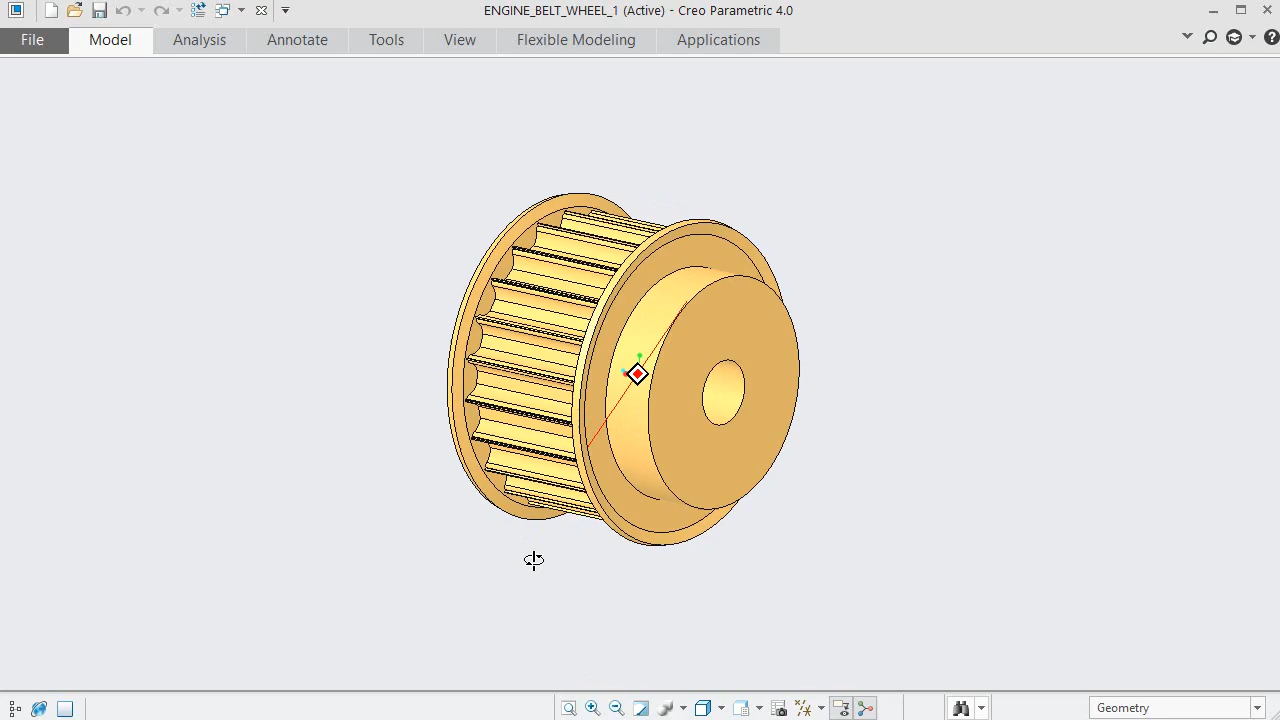 ENGINE_BELT_WHEEL_1 (Active) - Creo Parametric 4.0
File Model Analysis Annotate Tools View Flexible Modeling Applications
Geometry